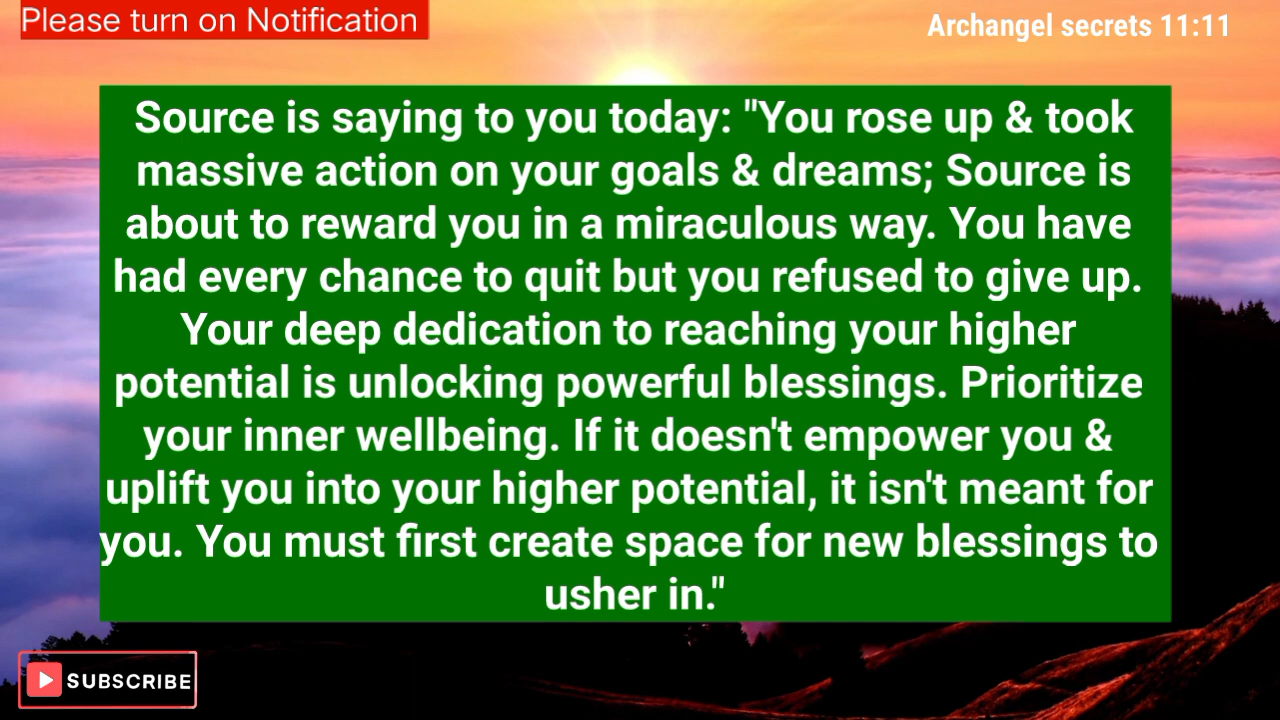 Please turn on Notification
Archangel secrets 11:11
Source is saying to you today: "You rose up & took
massive action on your goals & dreams; Source is
about to reward you in a miraculous way. You have
had every chance to quit but you refused to give up.
Your deep dedication to reaching your higher
potential is unlocking powerful blessings. Prioritize
your inner wellbeing. If it doesn't empower you &
uplift you into your higher potential, it isn't meant for
you. You must first create space for new blessings to
usher in."
SUBSCRIBE